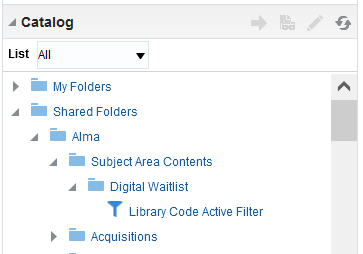 Catalog
List All
My Folders
Shared Folders
Alma
Subject Area Contents
Digital Waitlist
Library Code Active Filter
Acquisitions